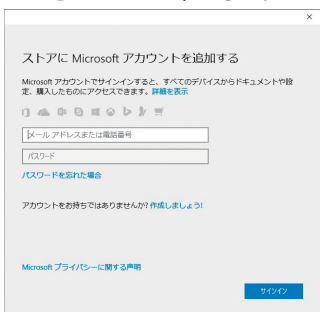 ストアに Microsoft アカウントを追加する
Microsoft アカウントでサインインすると、すべてのデバイスからドキュメントや設
定、購入したものにアクセスできます。詳細を表示
メール アドレスまたは電話番号
パスワード
パスワードを忘れた場合
アカウントをお持ちではありませんか? 作成しましょう!
Microsoft プライバシーに関する声明
サインイン